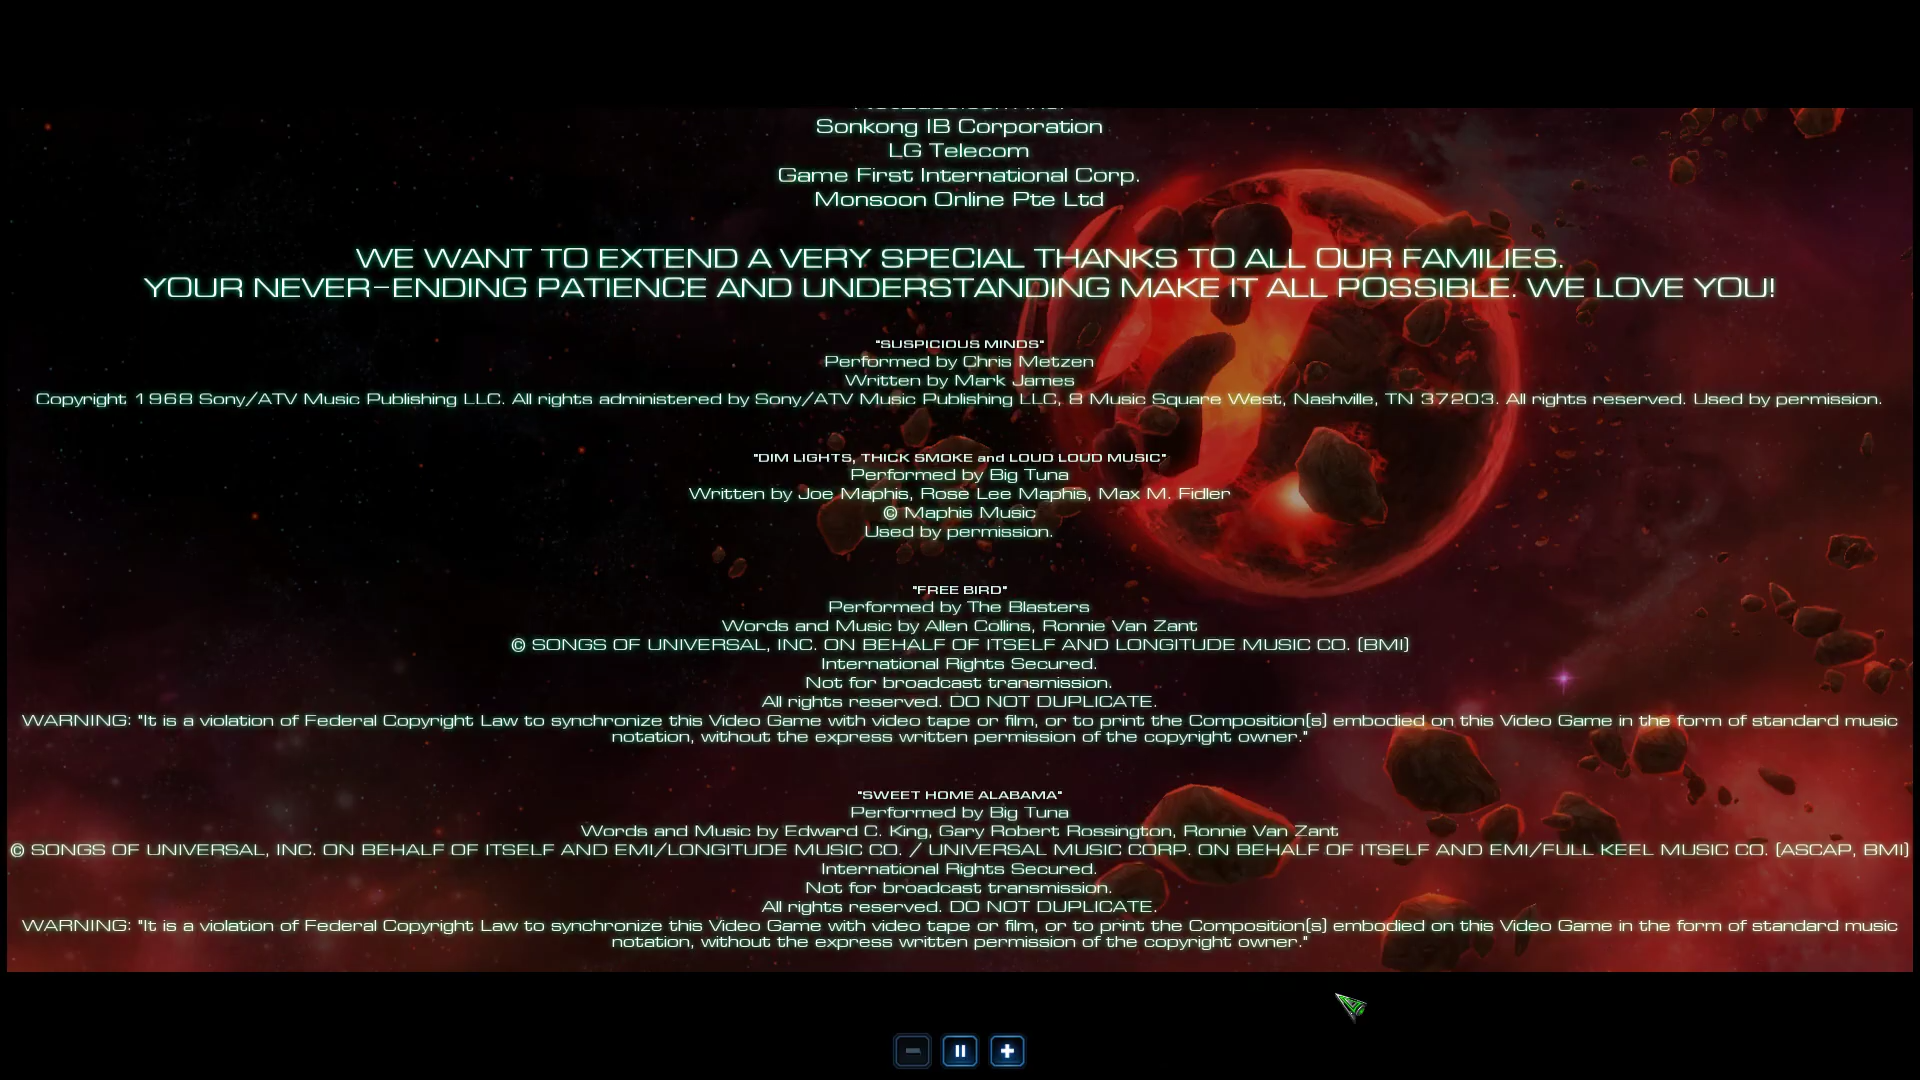 Sonkong IB Corporation
LG Telecom
Game First International Corp.
Monsoon Online Pte Ltd
WE WANT TO EXTEND A VERY SPECIAL THANKS TO ALL OUR FAMILIES.
YOUR NEVER-ENDING PATIENCE AND UNDERSTANDING MAKE IT ALL POSSIBLE. WE LOVE YOU!
"SUSPICIOUS MINDS"
Performed by Chris Metzen
Written by Mark James
Copyright 1968 Sony/ATV Music Publishing LLC. All rights administered by Sony/ATV Music Publishing LLC, 8 Music Square West, Nashville, TN 37203. All rights reserved. Used by permission.
"DIM LIGHTS, THICK SMOKE and LOUD LOUD MUSIC"
Performed by Big Tuna
Written by Joe Maphis, Rose Lee Maphis, Max M. Fidler
© Maphis Music
Used by permission.
"FREE BIRD"
Performed by The Blasters
Words and Music by Allen Collins, Ronnie Van Zant
© SONGS OF UNIVERSAL, INC. ON BEHALF OF ITSELF AND LONGITUDE MUSIC CO. (BMI)
International Rights Secured.
Not for broadcast transmission.
All rights reserved. DO NOT DUPLICATE.
WARNING: "It is a violation of Federal Copyright Law to synchronize this Video Game with video tape or film, or to print the Composition(s) embodied on this Video Game in the form of standard music
notation, without the express written permission of the copyright owner."
"SWEET HOME ALABAMA"
Performed by Big Tuna
Words and Music by Edward C. King, Gary Robert Rossington, Ronnie Van Zant
© SONGS OF UNIVERSAL, INC. ON BEHALF OF ITSELF AND EMI/LONGITUDE MUSIC CO. / UNIVERSAL MUSIC CORP. ON BEHALF OF ITSELF AND EMI/FULL KEEL MUSIC CO. (ASCAP, BMI)
International Rights Secured.
Not for broadcast transmission.
All rights reserved. DO NOT DUPLICATE.
WARNING: "It is a violation of Federal Copyright Law to synchronize this Video Game with video tape or film, or to print the Composition(s) embodied on this Video Game in the form of standard music
notation, without the express written permission of the copyright owner."